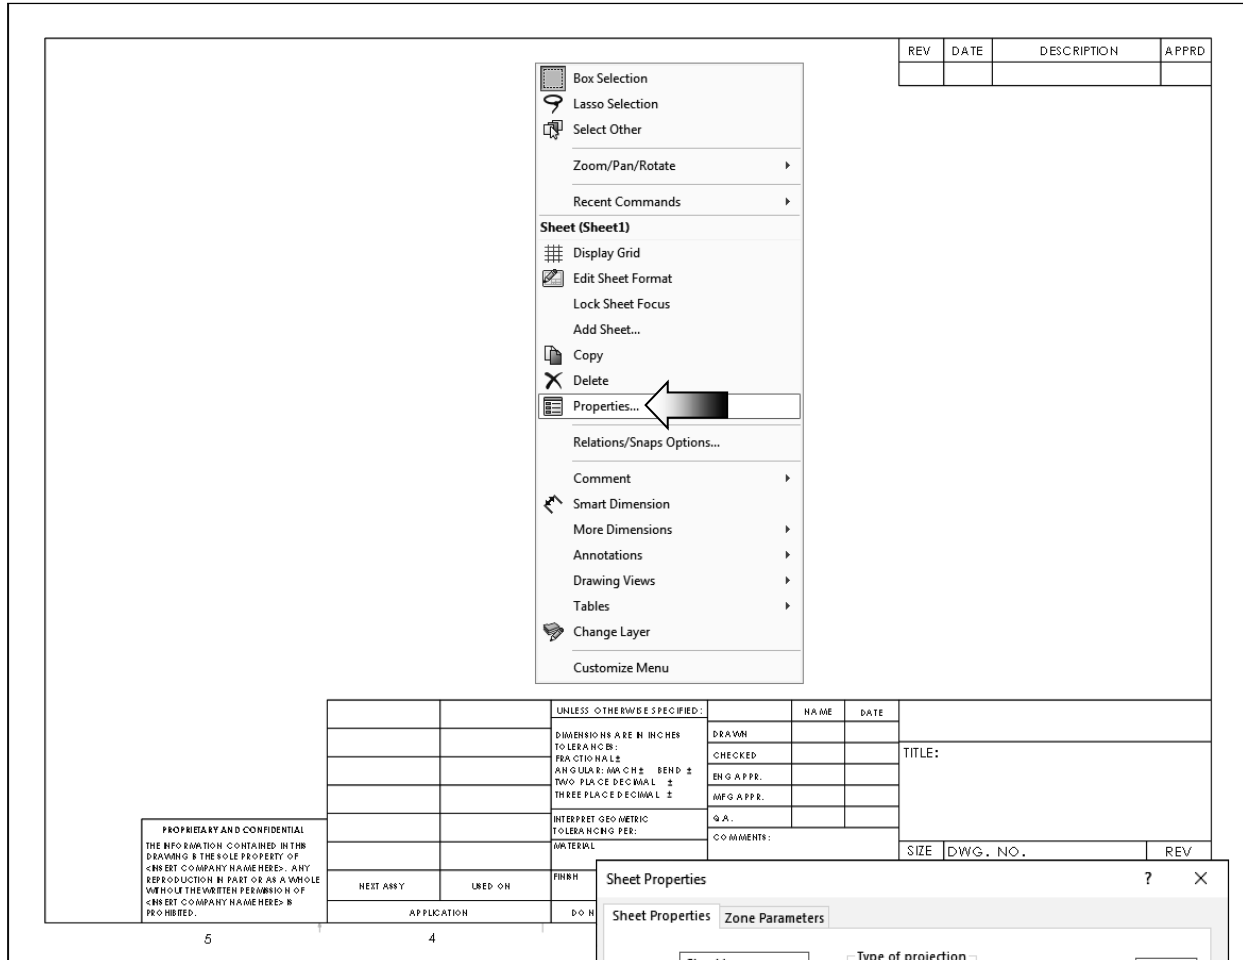 REV DATE DESCRIPTION APPRD
Box Selection
Lasso Selection
Select Other
Zoom/Pan/Rotate
Recent Commands
Sheet (Sheet1)
Display Grid
Edit Sheet Format
Lock Sheet Focus
Add Sheet...
Copy
Delete
Properties...
Relations/Snaps Options...
Comment
Smart Dimension
More Dimensions
Annotations
Drawing Views
Tables
Change Layer
Customize Menu
UNLESS OTHERWISE SPECIFIED:
DIMENSIONS ARE IN INCHES
TOLERANCES:
FRACTIONAL±
ANGULAR: MACH± BEND ±
TWO PLACE DECIMAL ±
THREE PLACE DECIMAL ±
INTERPRET GEOMETRIC
TOLERANCING PER:
MATERIAL
FINISH
DO N
NAME DATE
DRAWN
CHECKED
ENG APPR.
MFG APPR.
Q.A.
COMMENTS:
TITLE:
SIZE DWG. NO. REV
PROPRIETARY AND CONFIDENTIAL
THE INFORMATION CONTAINED IN THIS
DRAWING IS THE SOLE PROPERTY OF
<INSERT COMPANY NAME HERE>. ANY
REPRODUCTION IN PART OR AS A WHOLE
WITHOUT THE WRITTEN PERMISSION OF
<INSERT COMPANY NAME HERE> IS
PROHIBITED.
NEXT ASSY USED ON
APPLICATION
5 4
Sheet Properties ? X
Sheet Properties Zone Parameters
Type of projection